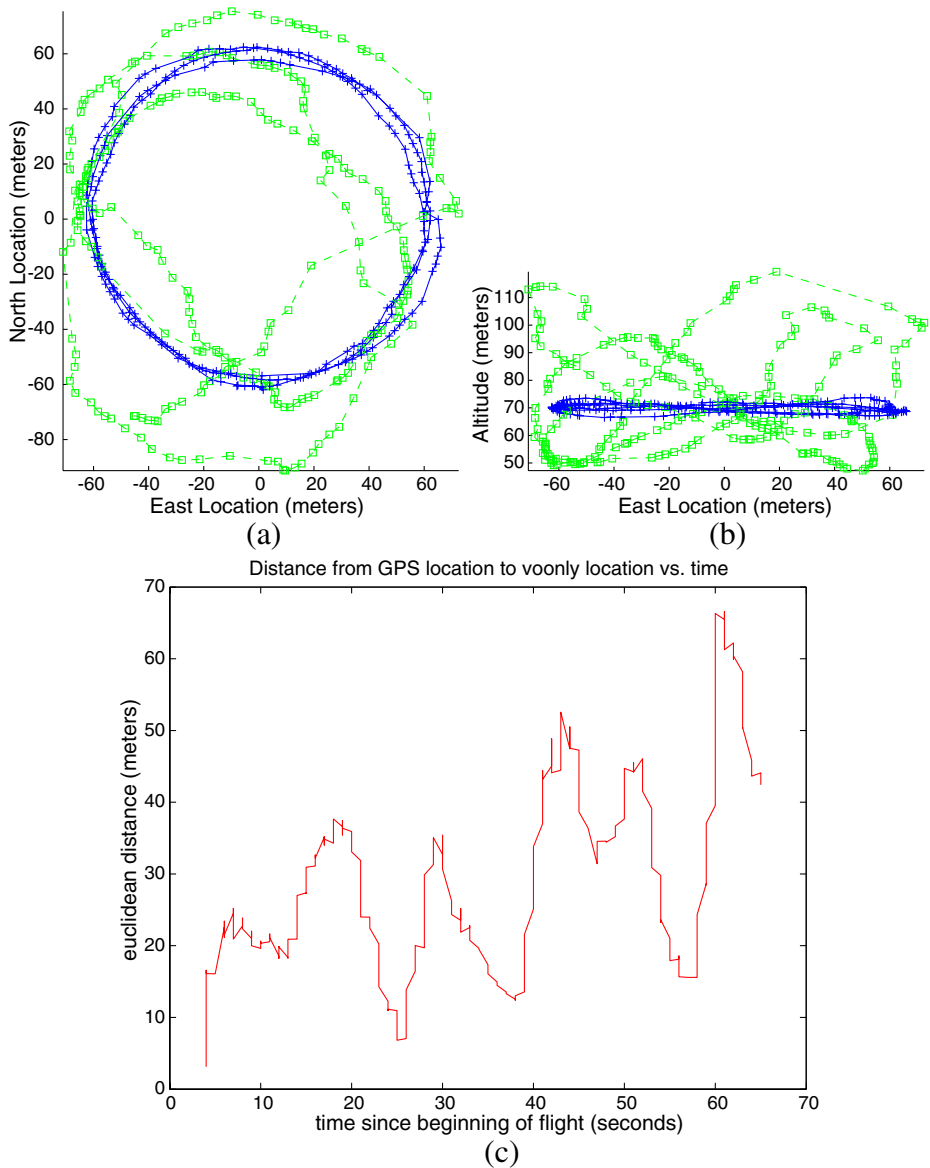 60
40
20
0
-20
-40
-60
-80
North Location (meters)
-60 -40 -20 0 20 40 60
East Location (meters)
(a)
110
100
90
80
70
60
50
Altitude (meters)
-60 -40 -20 0 20 40 60
East Location (meters)
(b)
Distance from GPS location to voonly location vs. time
70
60
50
40
30
20
10
0
euclidean distance (meters)
0 10 20 30 40 50 60 70
time since beginning of flight (seconds)
(c)